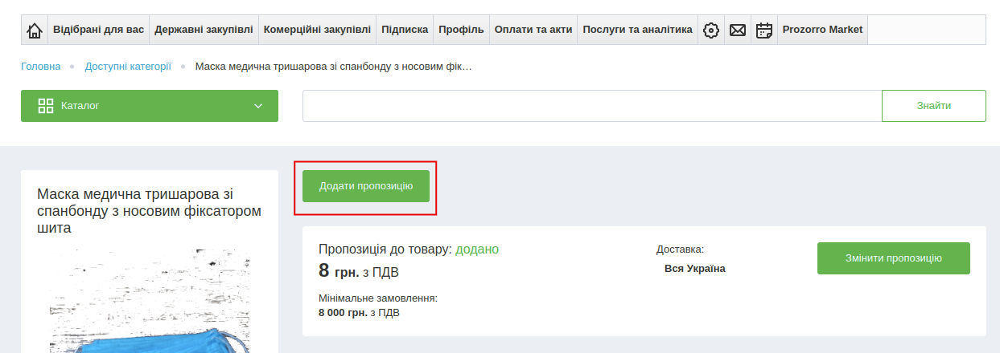 Відібрані для вас Державні закупівлі Комерційні закупівлі Підписка Профіль Оплати та акти Послуги та аналітика Prozorro Market
Головна Доступні категорії Маска медична тришарова зі спанбонду з носовим фік…
Каталог Знайти
Додати пропозицію
Маска медична тришарова зі
спанбонду з носовим фіксатором
шита
Пропозиція до товару: додано
8 грн. з ПДВ
Мінімальне замовлення:
8 000 грн. з ПДВ
Доставка:
Вся Україна
Змінити пропозицію